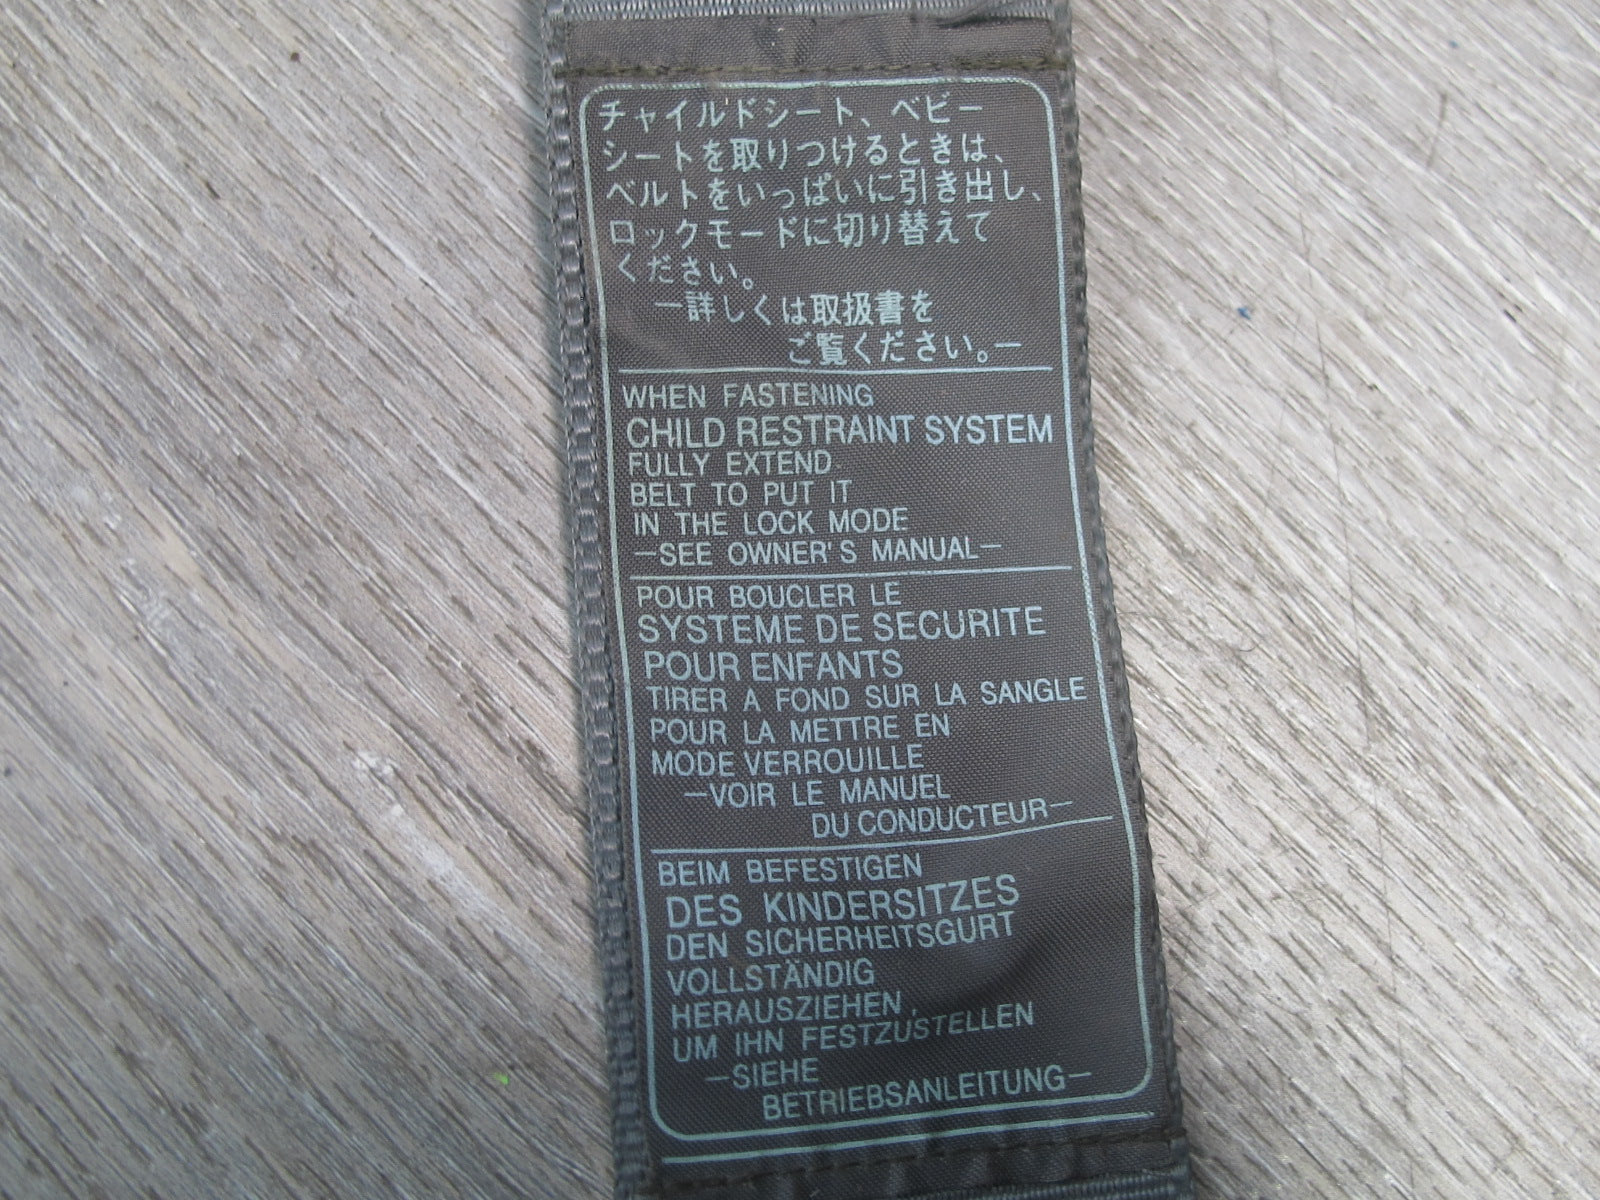 チャイルドシート、ベビー
シートを取りつけるときは、
ベルトをいっぱいに引き出し、
ロックモードに切り替えて
ください。
ー詳しくは取扱書を
ご覧ください。ー
WHEN FASTENING
CHILD RESTRAINT SYSTEM
FULLY EXTEND
BELT TO PUT IT
IN THE LOCK MODE
—SEE OWNER'S MANUAL—
POUR BOUCLER LE
SYSTEME DE SECURITE
POUR ENFANTS
TIRER A FOND SUR LA SANGLE
POUR LA METTRE EN
MODE VERROUILLE
—VOIR LE MANUEL
DU CONDUCTEUR—
BEIM BEFESTIGEN
DES KINDERSITZES
DEN SICHERHEITSGURT
VOLLSTÄNDIG
HERAUSZIEHEN,
UM IHN FESTZUSTELLEN
—SIEHE
BETRIEBSANLEITUNG—